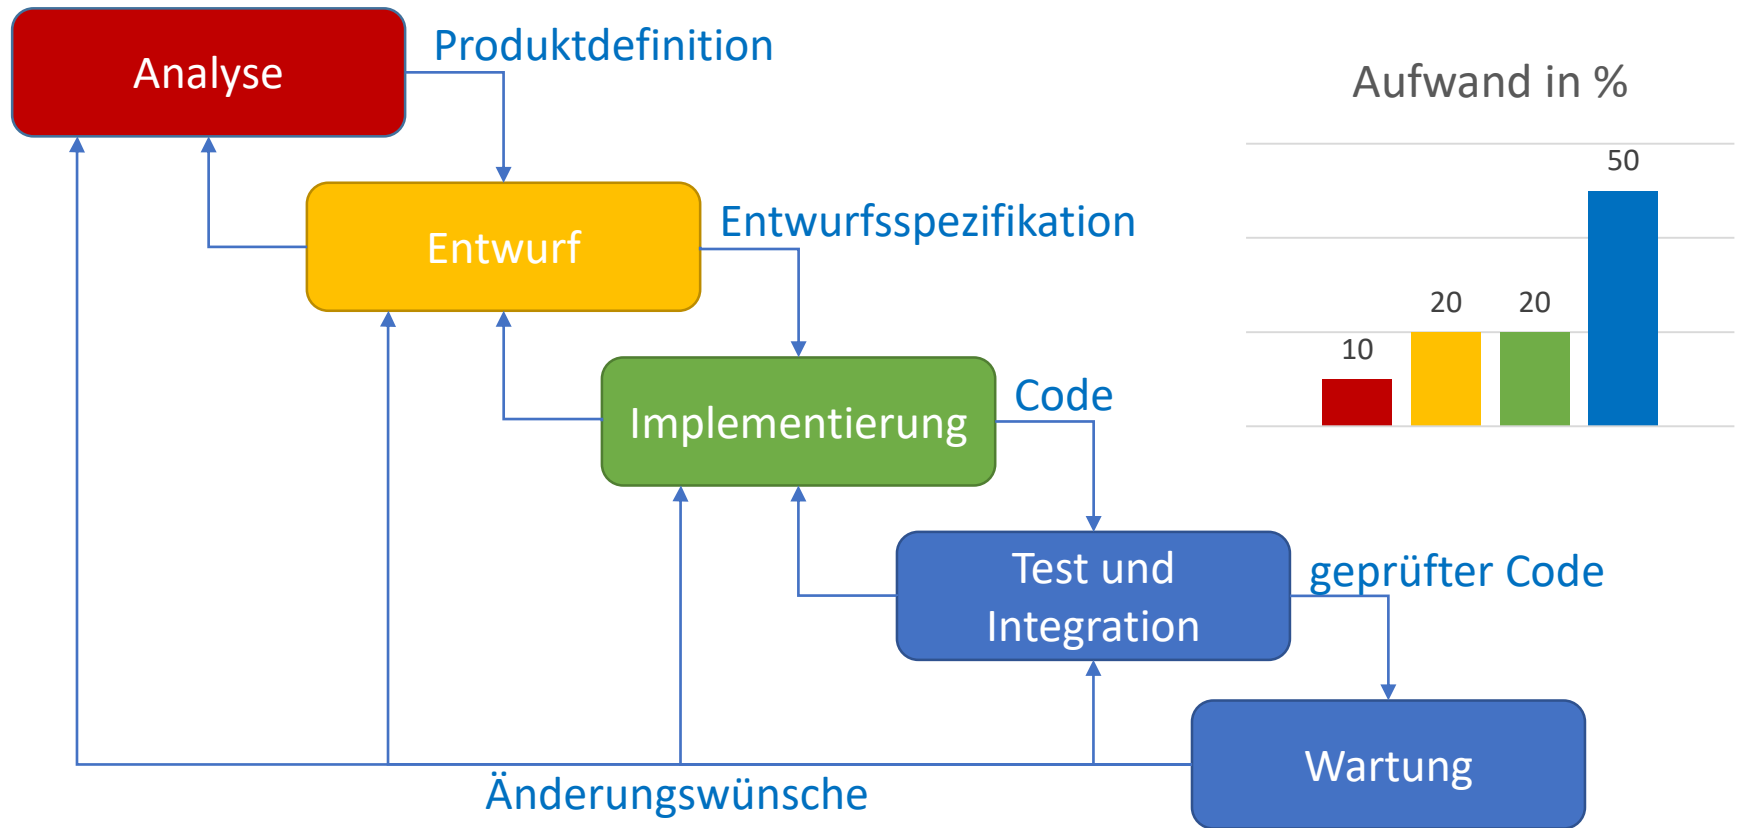 Analyse
Produktdefinition
Aufwand in %
50
20
20
10
Entwurf
Entwurfsspezifikation
Implementierung
Code
Test und
Integration
geprüfter Code
Wartung
Änderungswünsche